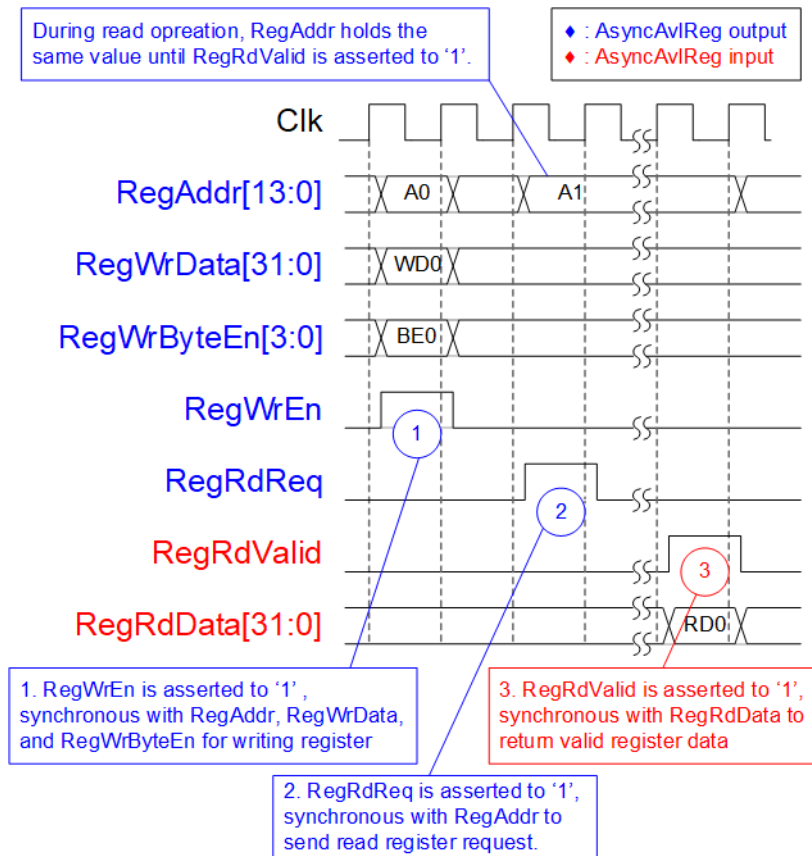 During read opreation, RegAddr holds the
same value until RegRdValid is asserted to ‘1’.
♦ : AsyncAvlReg output
♦ : AsyncAvlReg input
Clk
RegAddr[13:0]
A0
A1
RegWrData[31:0]
WD0
RegWrByteEn[3:0]
BE0
RegWrEn
1
RegRdReq
2
RegRdValid
3
RegRdData[31:0]
RD0
1. RegWrEn is asserted to ‘1’ ,
synchronous with RegAddr, RegWrData,
and RegWrByteEn for writing register
3. RegRdValid is asserted to ‘1’,
synchronous with RegRdData to
return valid register data
2. RegRdReq is asserted to ‘1’,
synchronous with RegAddr to
send read register request.